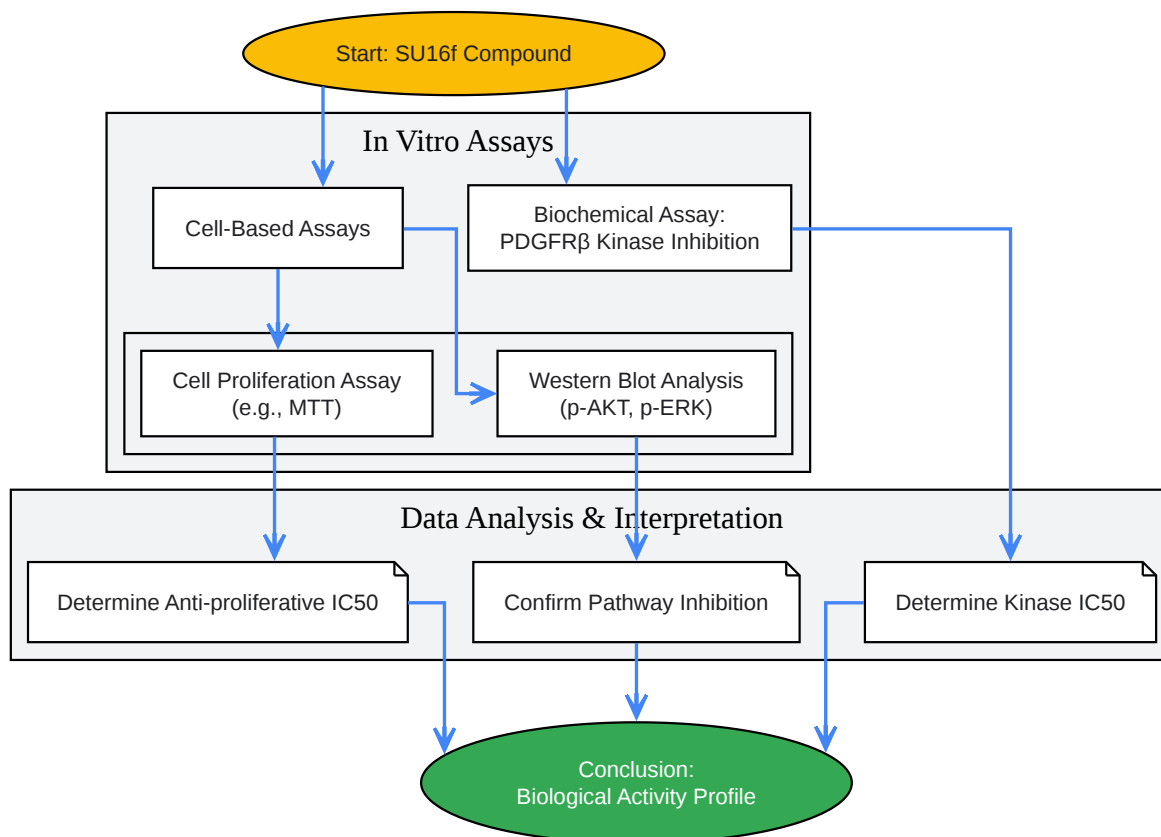 Start: SU16f Compound
In Vitro Assays
Cell-Based Assays
Biochemical Assay:
PDGFRβ Kinase Inhibition
Cell Proliferation Assay
(e.g., MTT)
Western Blot Analysis
(p-AKT, p-ERK)
Data Analysis & Interpretation
Determine Anti-proliferative IC50
Confirm Pathway Inhibition
Determine Kinase IC50
Conclusion:
Biological Activity Profile